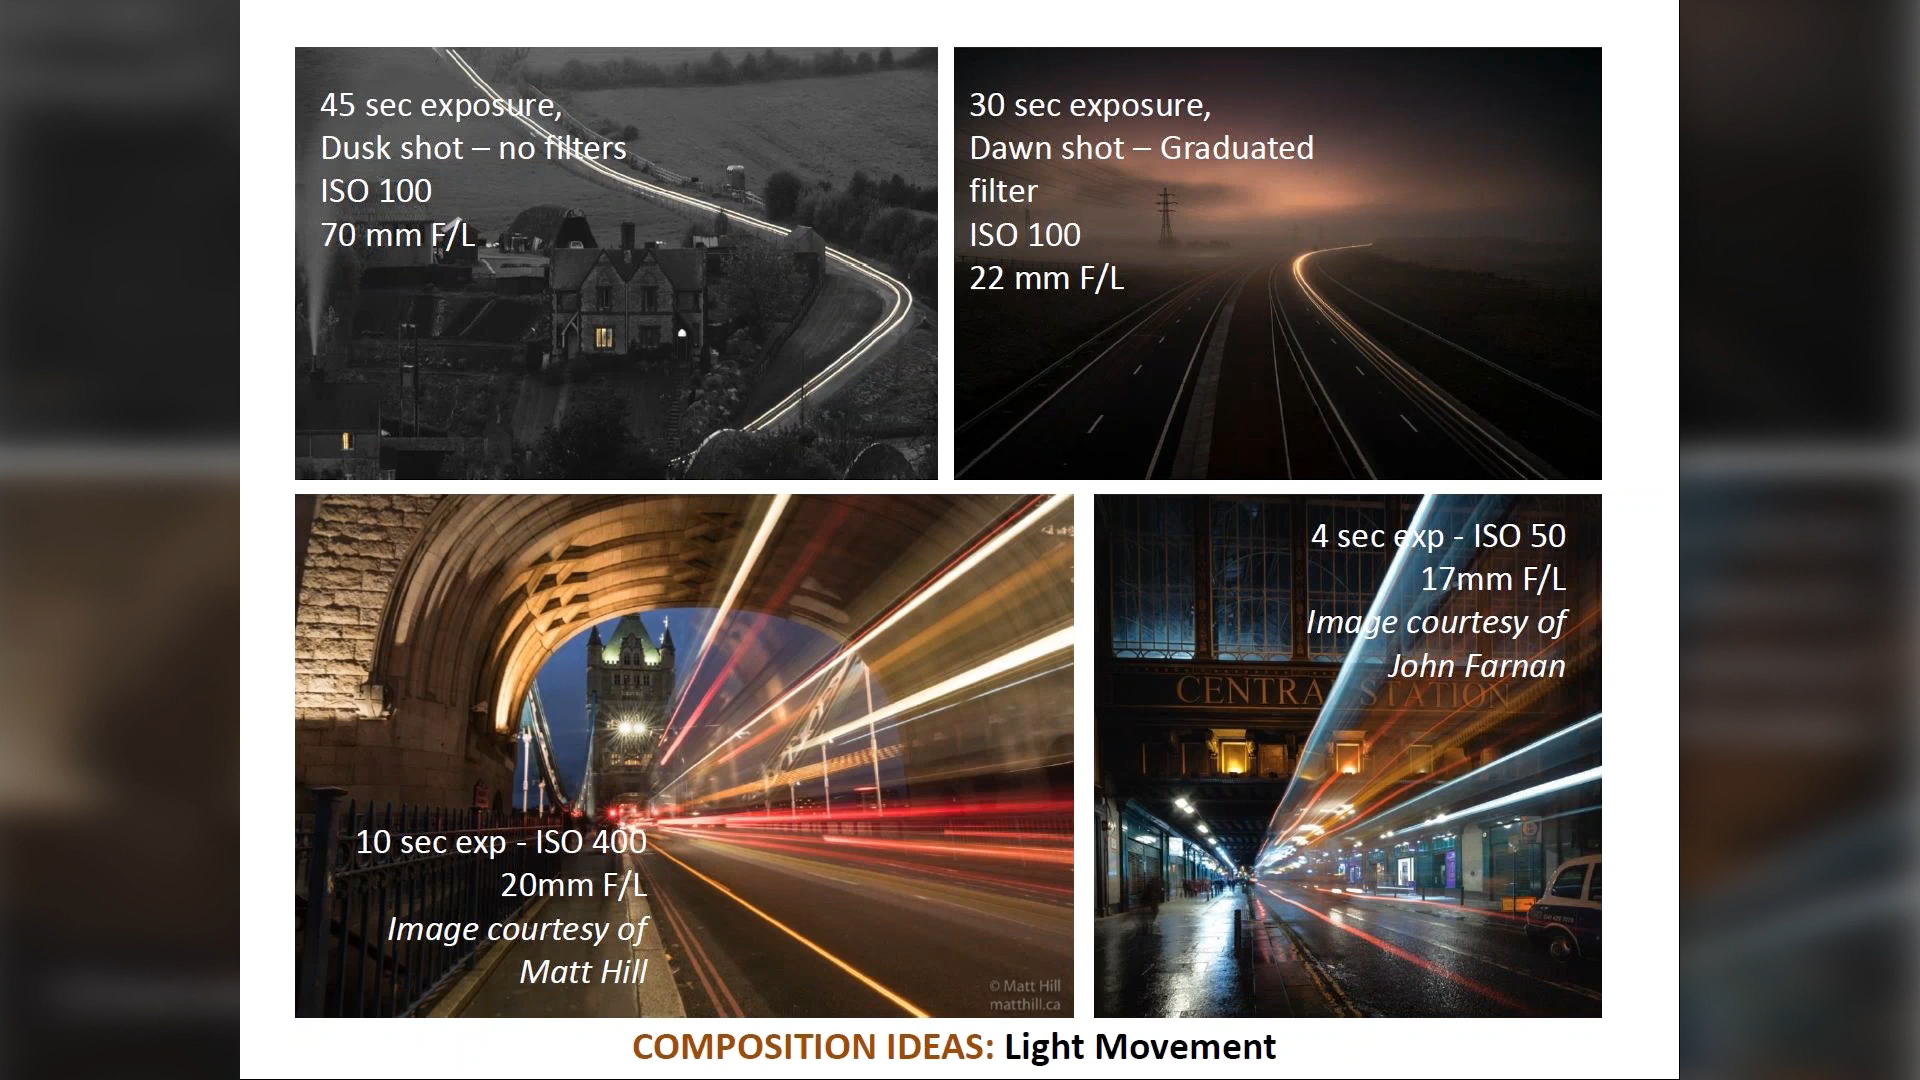 45 sec exposure,
Dusk shot – no filters
ISO 100
70 mm F/L
30 sec exposure,
Dawn shot – Graduated
filter
ISO 100
22 mm F/L
10 sec exp - ISO 400
20mm F/L
Image courtesy of
Matt Hill
© Matt Hill
matthill.ca
4 sec exp - ISO 50
17mm F/L
Image courtesy of
John Farnan
CENTRAL STATION
COMPOSITION IDEAS: Light Movement